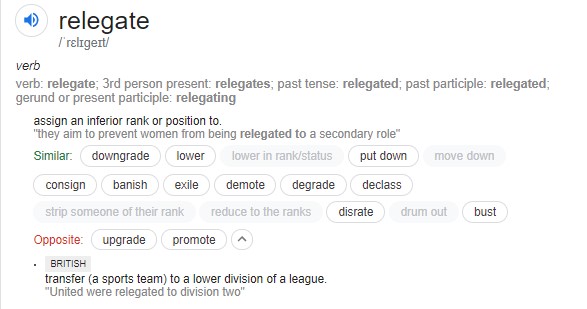 relegate
/ˈrɛlɪɡeɪt/
verb
verb: relegate; 3rd person present: relegates; past tense: relegated; past participle: relegated;
gerund or present participle: relegating
assign an inferior rank or position to.
"they aim to prevent women from being relegated to a secondary role"
Similar: downgrade lower lower in rank/status put down move down
consign banish exile demote degrade declass
strip someone of their rank reduce to the ranks disrate drum out bust
Opposite: upgrade promote
• BRITISH
transfer (a sports team) to a lower division of a league.
"United were relegated to division two"